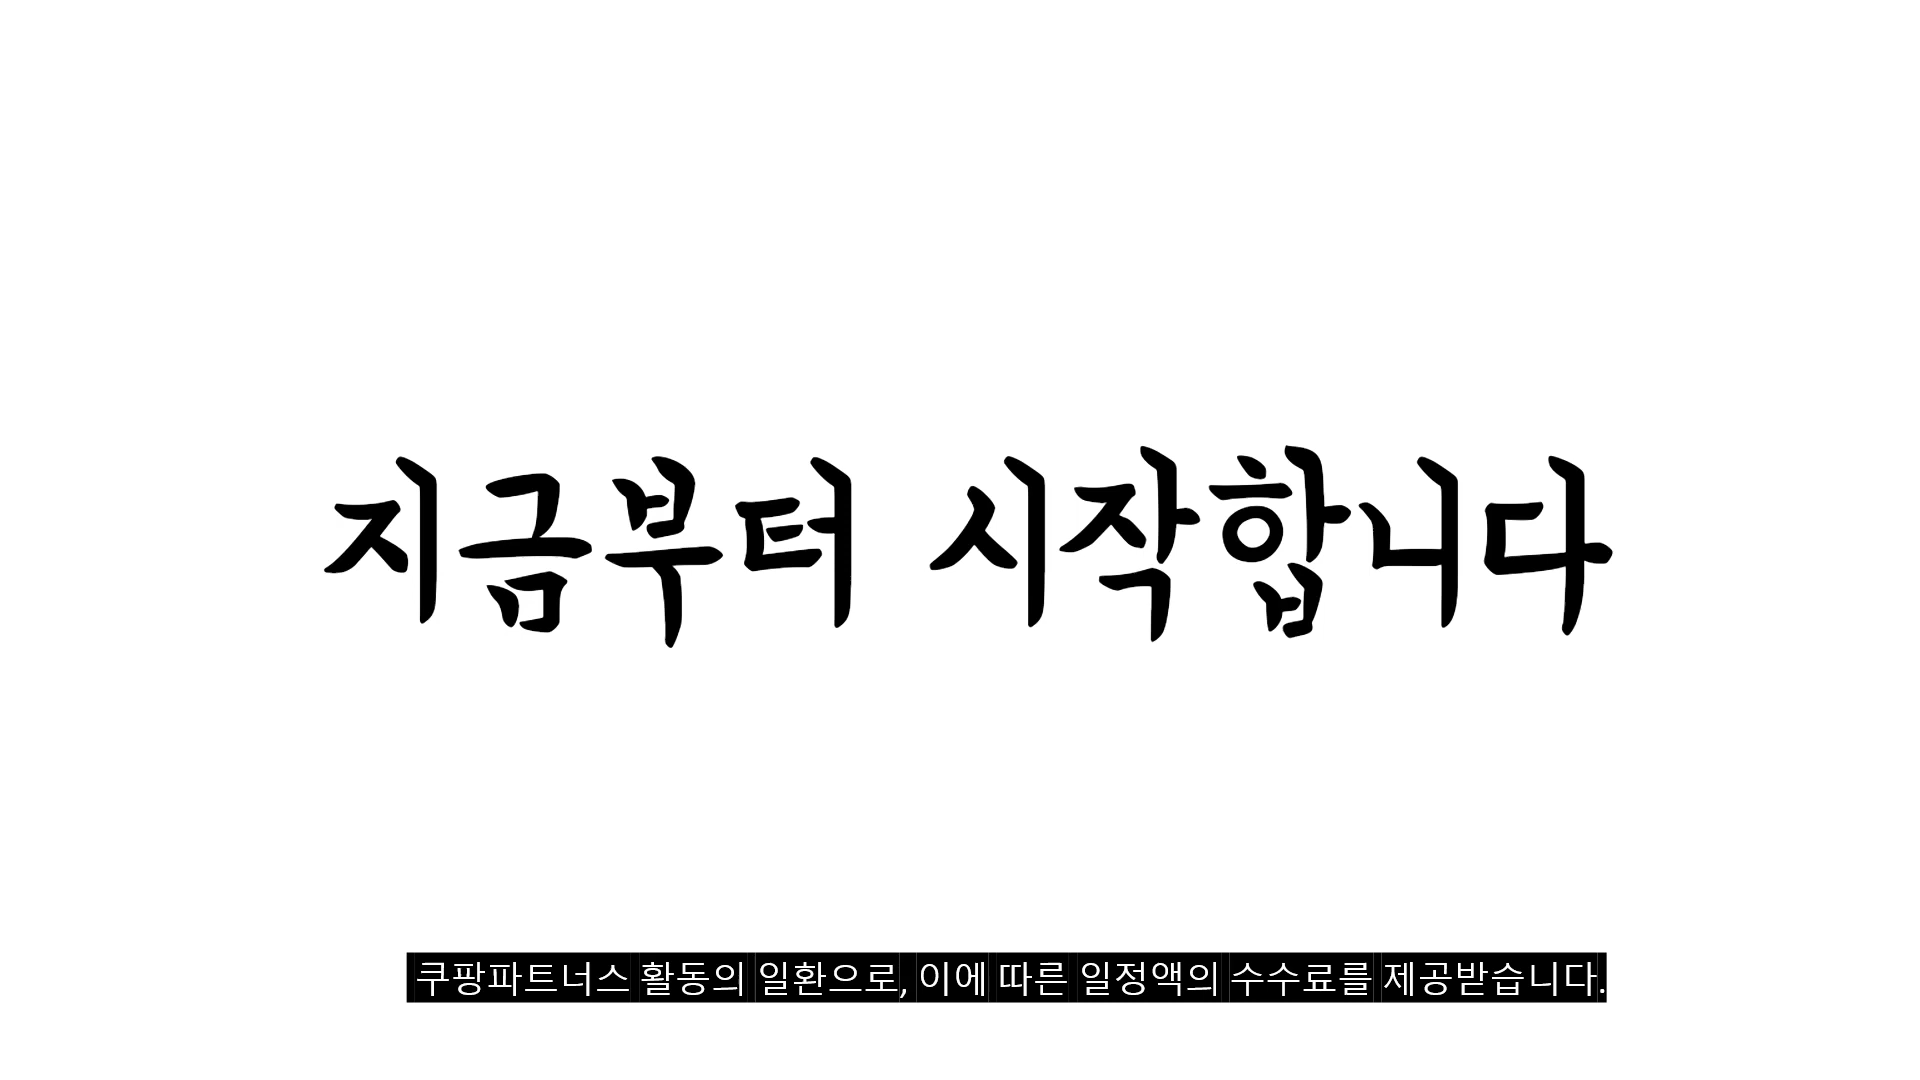 지금부터 시작합니다
쿠팡파트너스 활동의 일환으로, 이에 따른 일정액의 수수료를 제공받습니다.